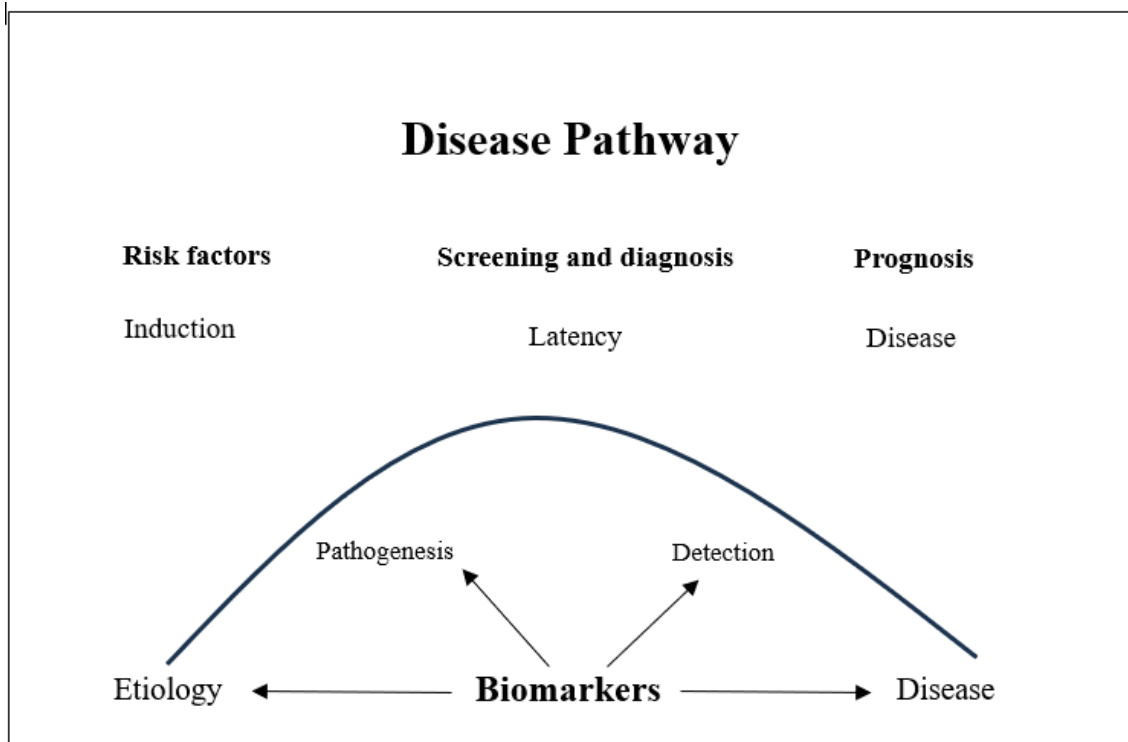 Disease Pathway
Risk factors Screening and diagnosis Prognosis
Induction Latency Disease
Pathogenesis Detection
Etiology Biomarkers Disease